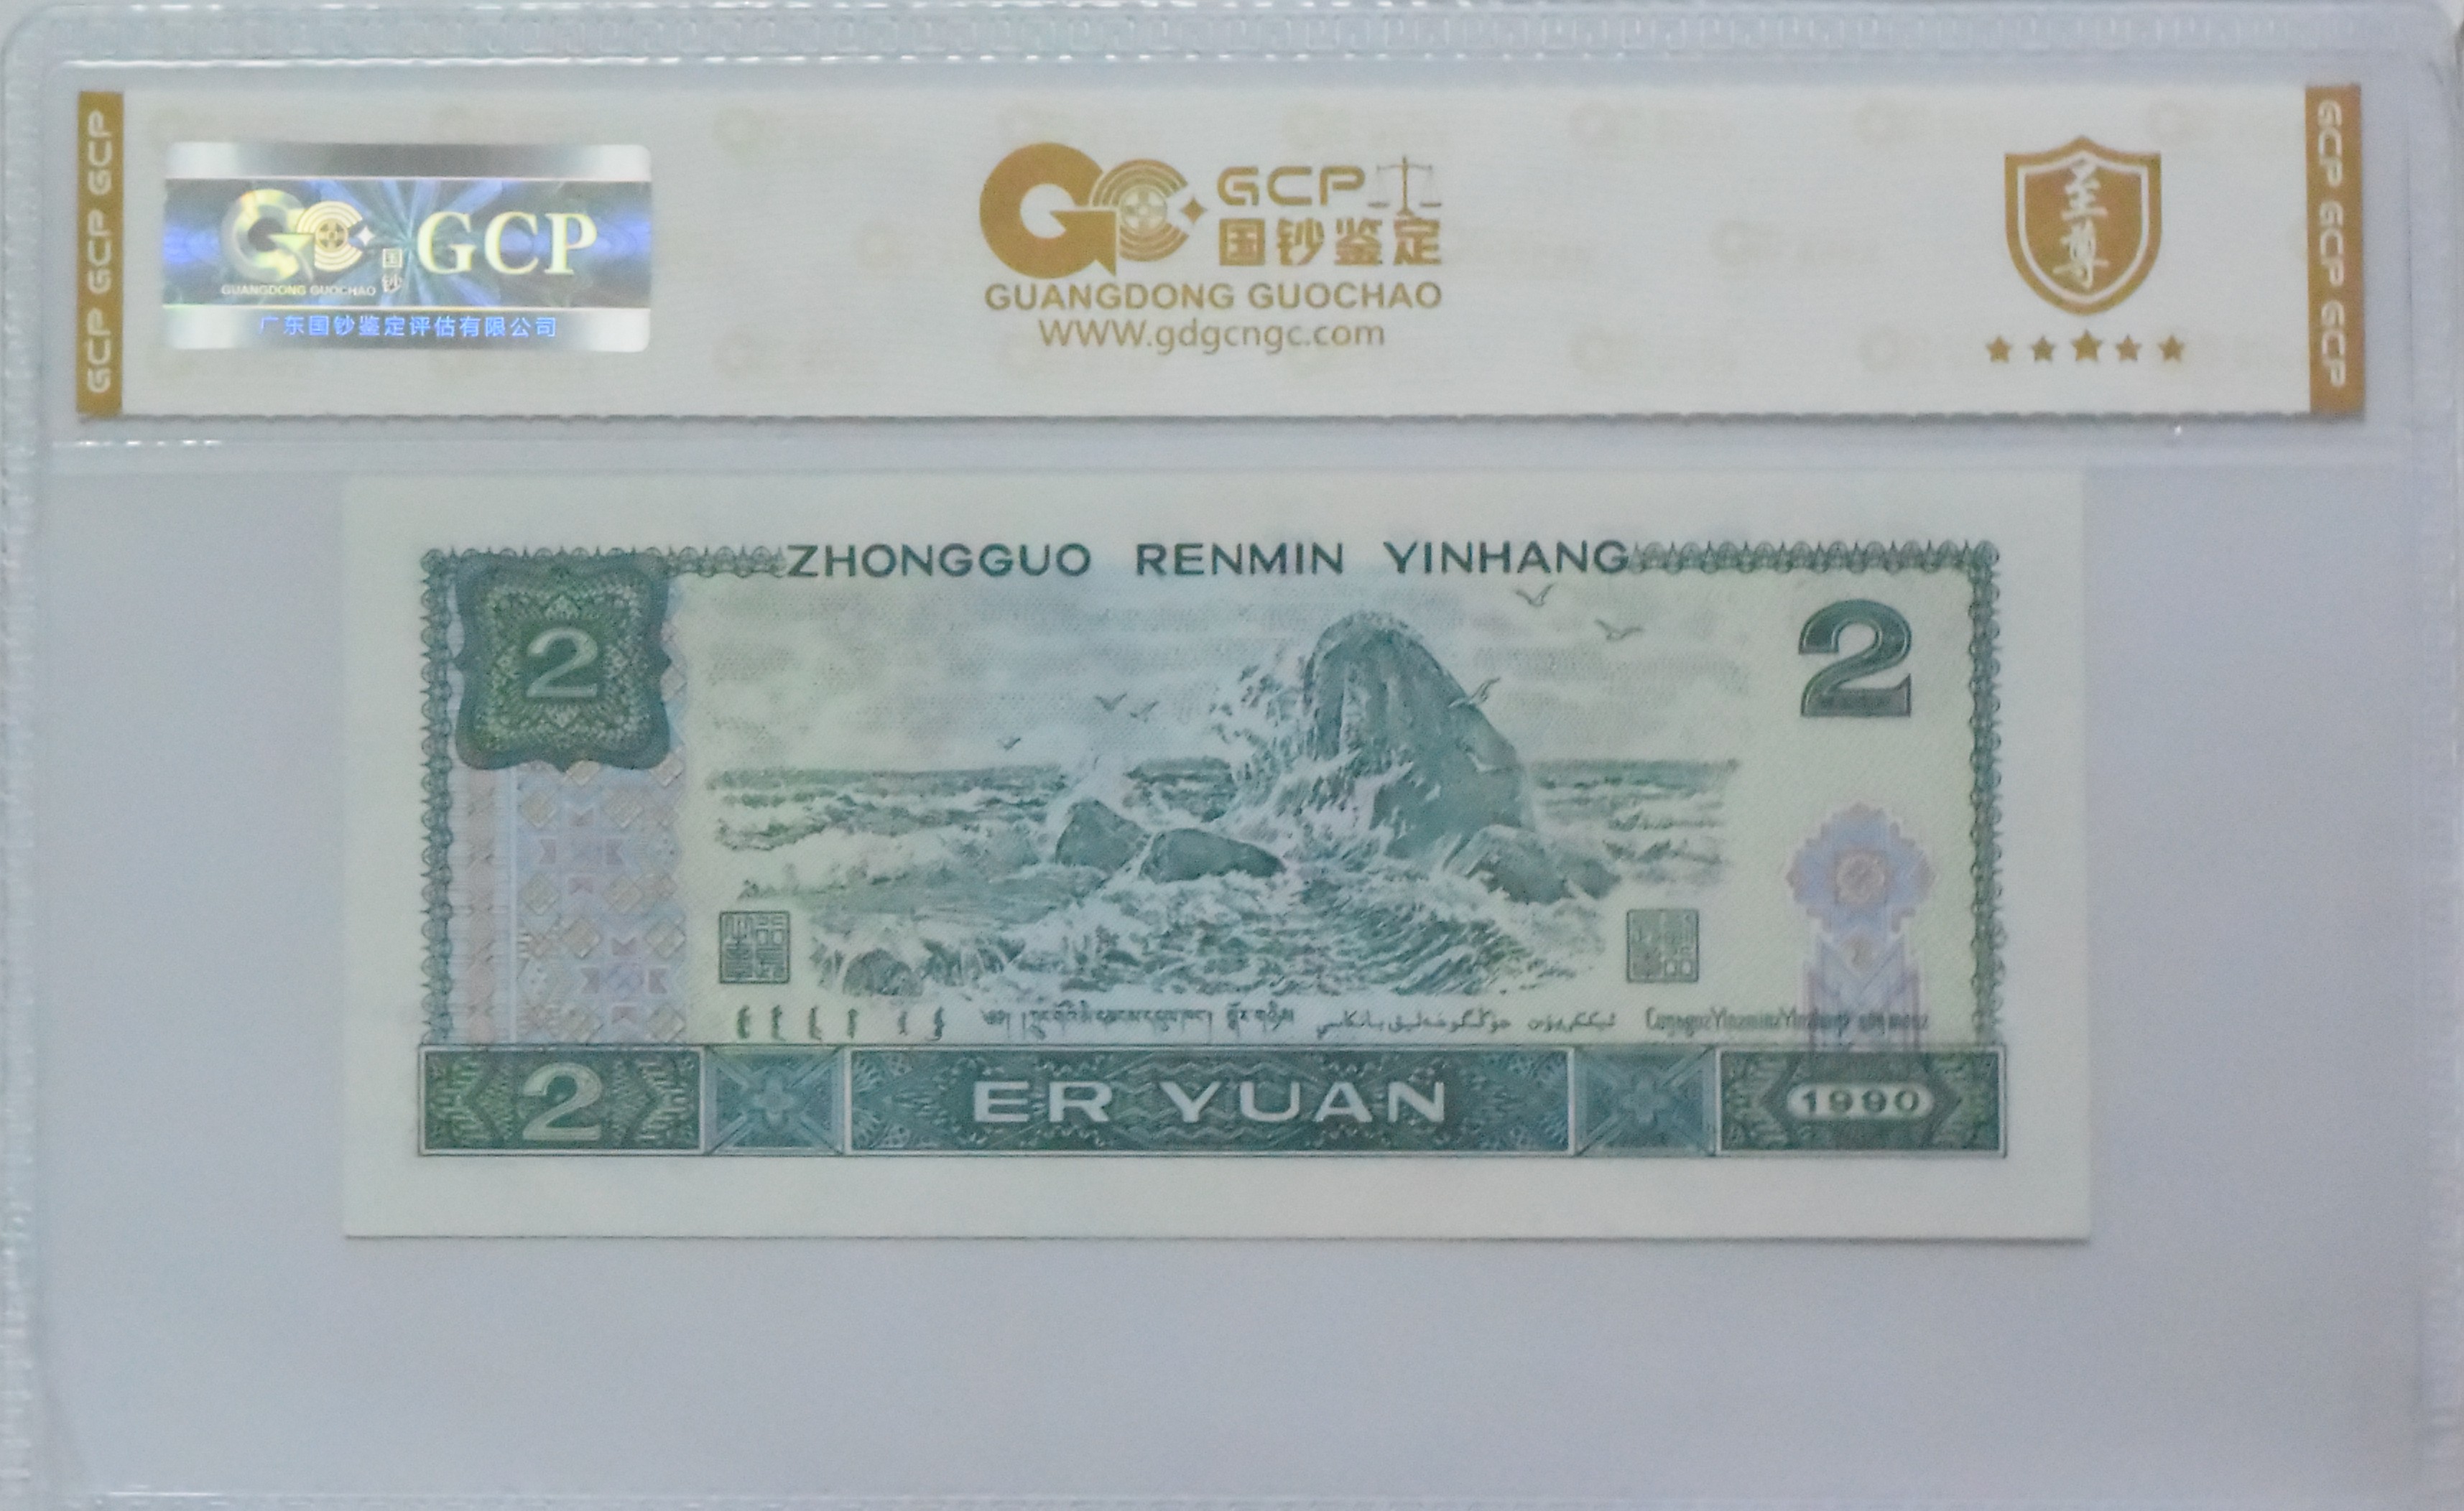 GCP GCP GCP
GCP
国钞
GUANGDONG GUOCHAO
广东国钞鉴定评估有限公司
GCP
国钞鉴定
GUANGDONG GUOCHAO
WWW.gdgcngc.com
至尊
GCP GCP GCP
ZHONGGUO RENMIN YINHANG
2
2
2
ER YUAN
1990